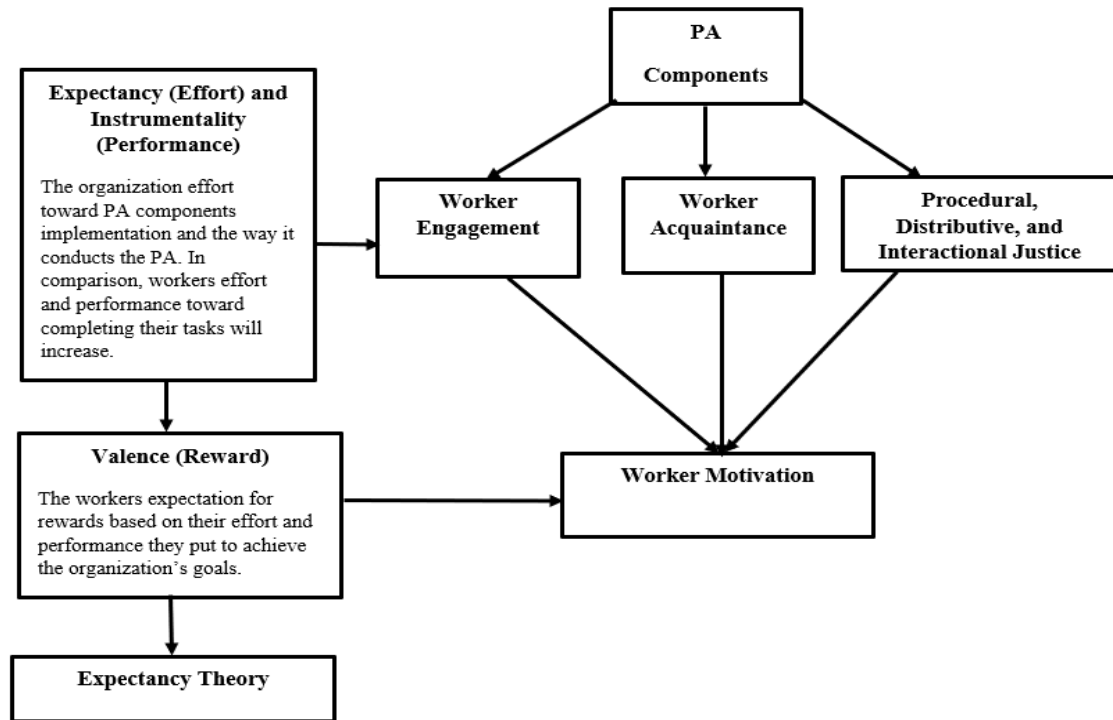 PA
Components
Expectancy (Effort) and
Instrumentality
(Performance)
The organization effort
toward PA components
implementation and the way it
conducts the PA. In
comparison, workers effort
and performance toward
completing their tasks will
increase.
Worker
Engagement
Worker
Acquaintance
Procedural,
Distributive, and
Interactional Justice
Valence (Reward)
The workers expectation for
rewards based on their effort and
performance they put to achieve
the organization’s goals.
Worker Motivation
Expectancy Theory